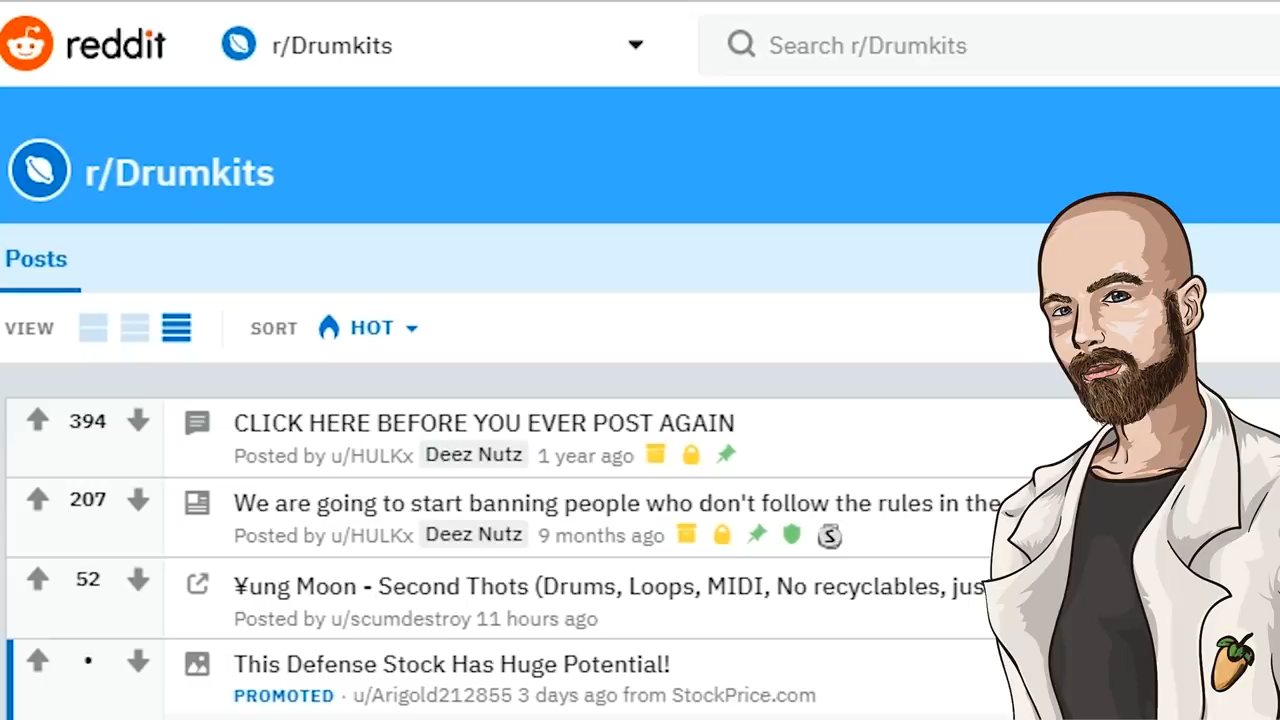 reddit r/Drumkits Search r/Drumkits
r/Drumkits
Posts
VIEW SORT HOT
394 CLICK HERE BEFORE YOU EVER POST AGAIN
Posted by u/HULKx Deez Nutz 1 year ago
207 We are going to start banning people who don't follow the rules in the
Posted by u/HULKx Deez Nutz 9 months ago S
52 ¥ung Moon - Second Thots (Drums, Loops, MIDI, No recyclables, jus
Posted by u/scumdestroy 11 hours ago
• This Defense Stock Has Huge Potential!
PROMOTED · u/Arigold212855 3 days ago from StockPrice.com